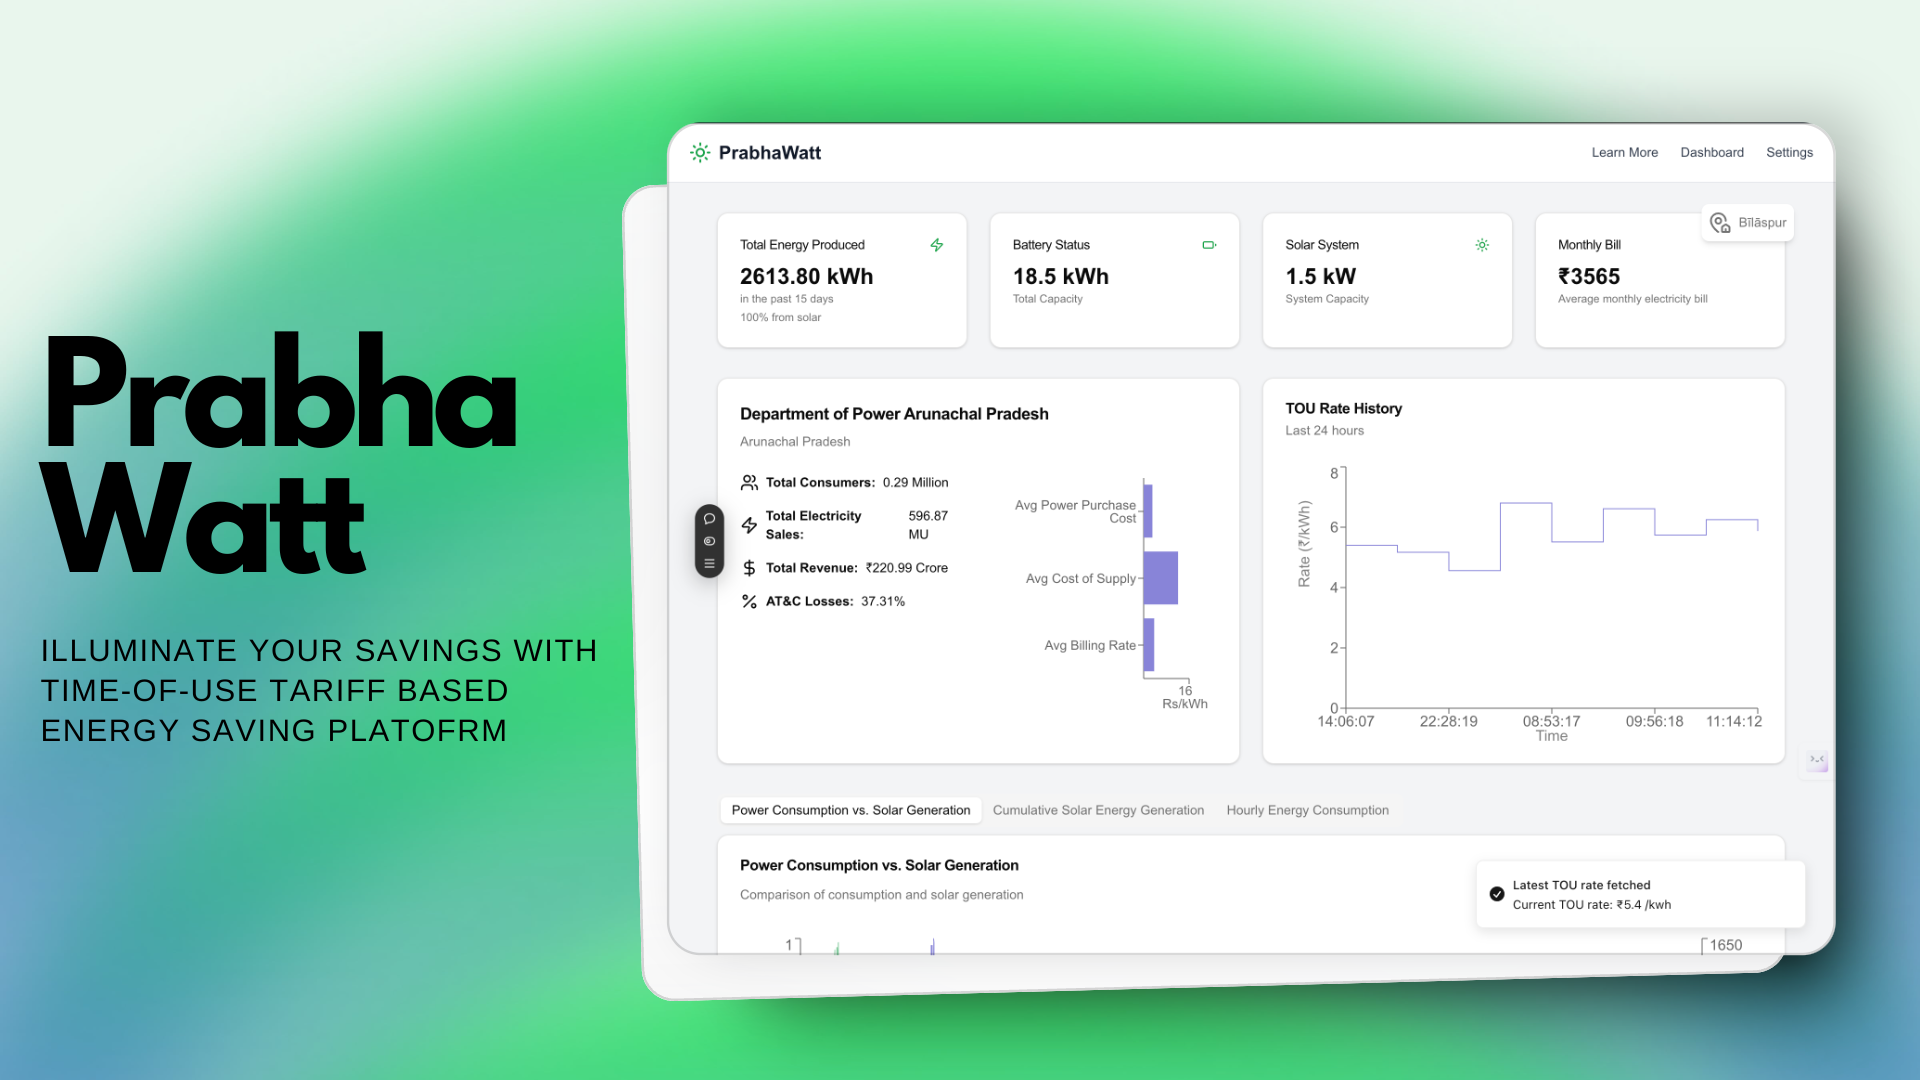 Prabha
Watt
ILLUMINATE YOUR SAVINGS WITH
TIME-OF-USE TARIFF BASED
ENERGY SAVING PLATOFRM
PrabhaWatt
Learn More
Dashboard
Settings
Bīlāspur
Total Energy Produced
2613.80 kWh
in the past 15 days
100% from solar
Battery Status
18.5 kWh
Total Capacity
Solar System
1.5 kW
System Capacity
Monthly Bill
₹3565
Average monthly electricity bill
Department of Power Arunachal Pradesh
Arunachal Pradesh
Total Consumers: 0.29 Million
Total Electricity 596.87
Sales: MU
Total Revenue: ₹220.99 Crore
AT&C Losses: 37.31%
Avg Power Purchase
Cost
Avg Cost of Supply
Avg Billing Rate
16
Rs/kWh
TOU Rate History
Last 24 hours
8
6
4
2
0
Rate (₹/kWh)
14:06:07 22:28:19 08:53:17 09:56:18 11:14:12
Time
Power Consumption vs. Solar Generation
Cumulative Solar Energy Generation
Hourly Energy Consumption
Power Consumption vs. Solar Generation
Comparison of consumption and solar generation
1
1650
Latest TOU rate fetched
Current TOU rate: ₹5.4 /kwh